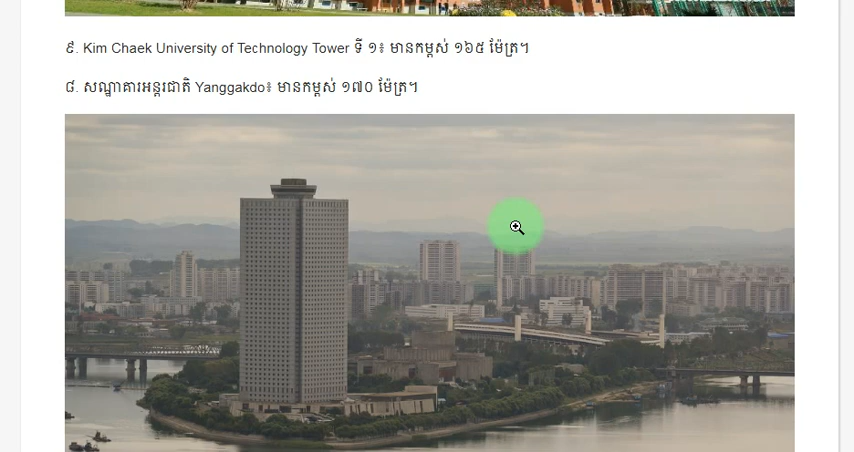 ៩. Kim Chaek University of Technology Tower ទី ១៖ មានកម្ពស់ ១៦៥ ម៉ែត្រ។
៨. សណ្ឋាគារអន្តរជាតិ Yanggakdo៖ មានកម្ពស់ ១៧០ ម៉ែត្រ។